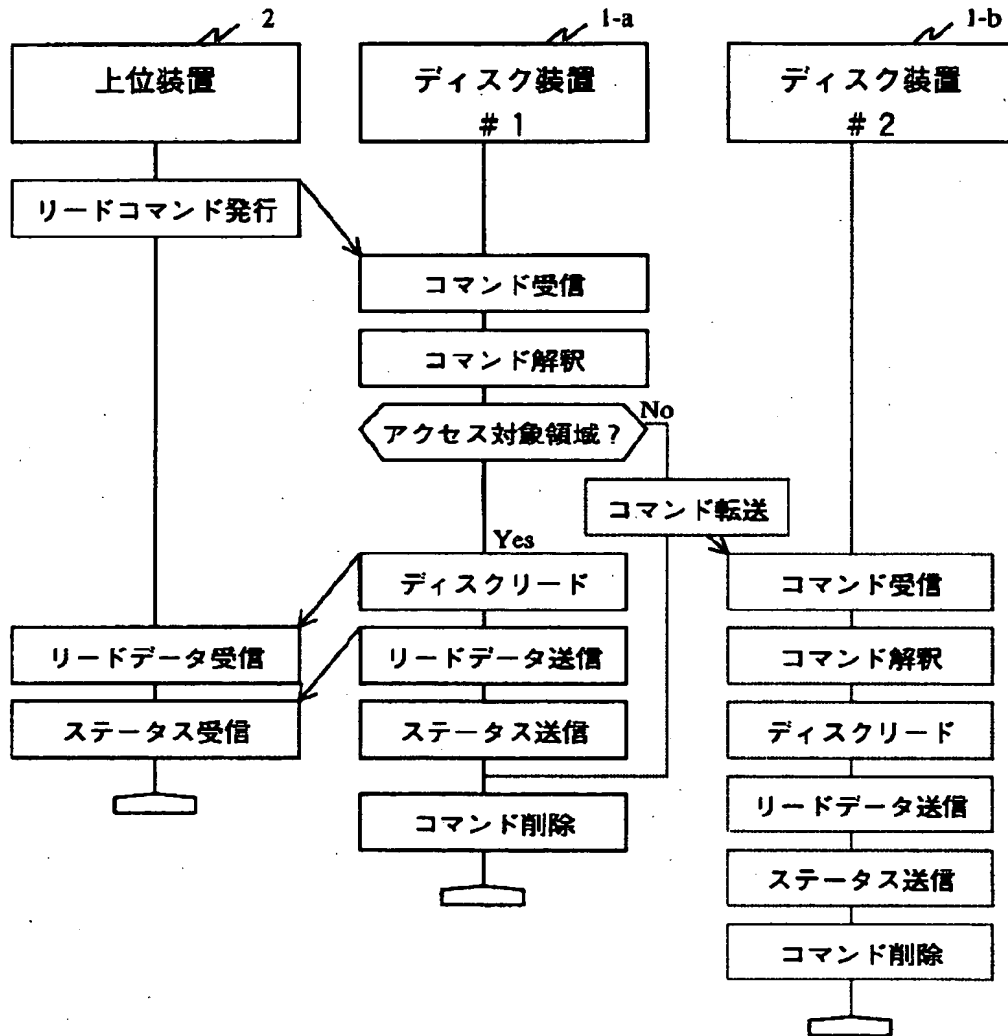 2
1-a
1-b
上位装置
ディスク装置
#1
ディスク装置
#2
リードコマンド発行
コマンド受信
コマンド解釈
アクセス対象領域?
No
コマンド転送
Yes
ディスクリード
コマンド受信
リードデータ受信
リードデータ送信
コマンド解釈
ステータス受信
ステータス送信
ディスクリード
コマンド削除
リードデータ送信
ステータス送信
コマンド削除